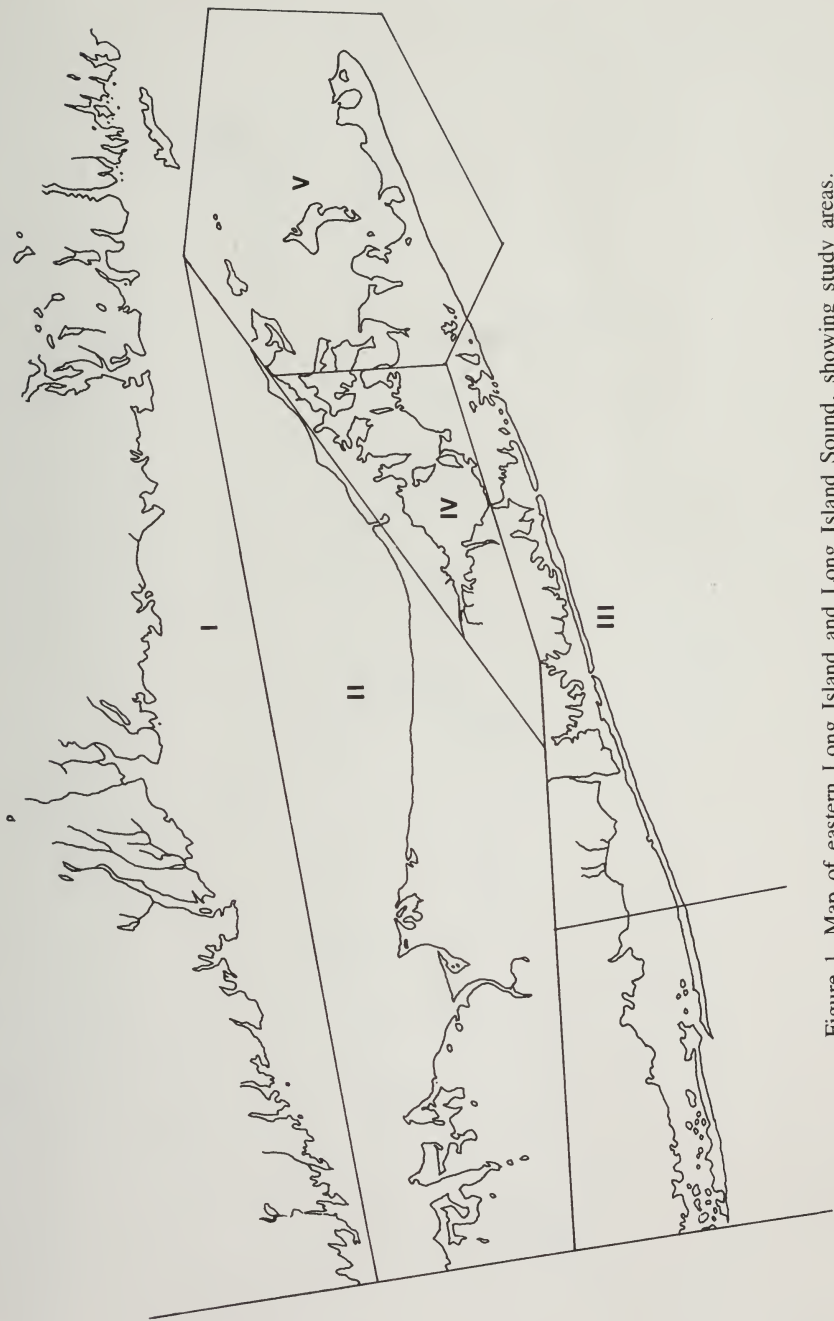 I
II
III
IV
V
Figure 1. Map of eastern Long Island and Long Island Sound, showing study areas.